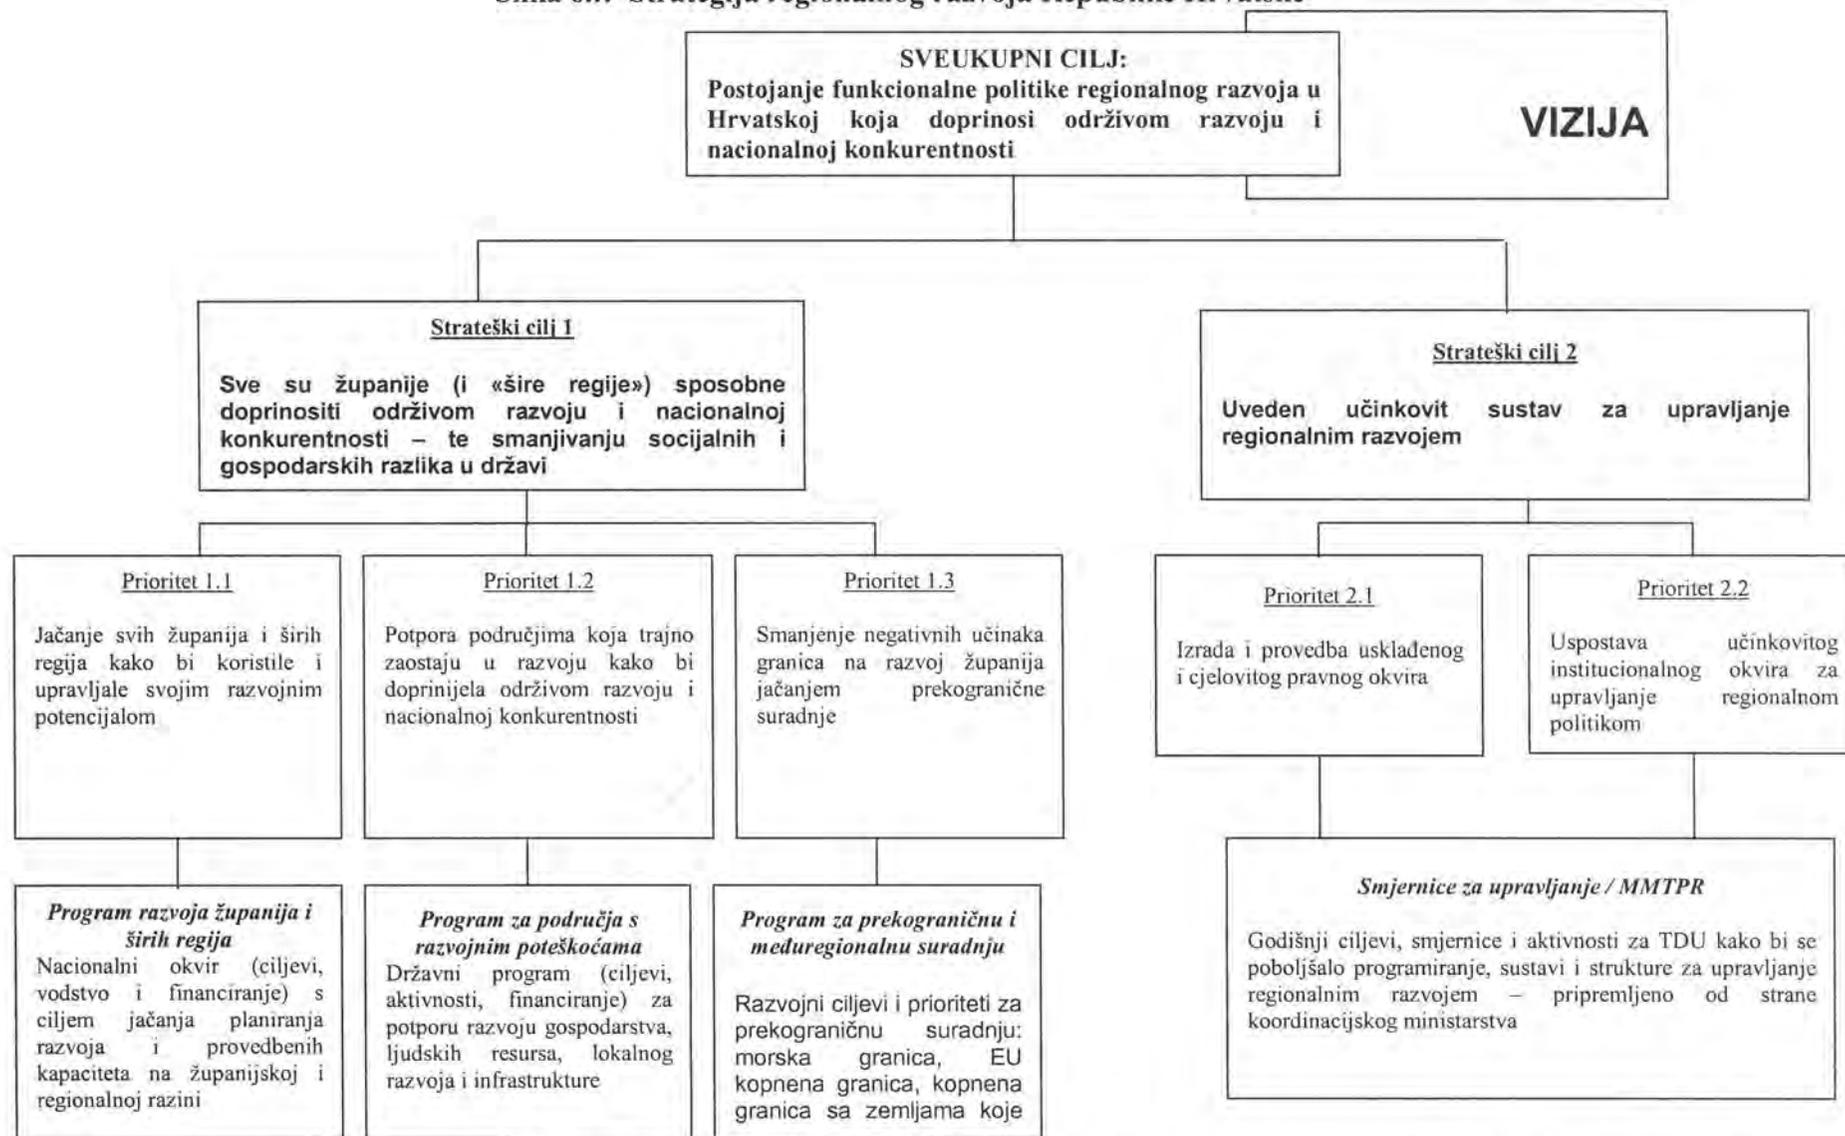 Strategija regionalnog razvoja Republike Hrvatske
SVEUKUPNI CILJ:
Postojanje funkcionalne politike regionalnog razvoja u
Hrvatskoj koja doprinosi održivom razvoju i
nacionalnoj konkurentnosti
VIZIJA
Strateški cilj 1
Sve su županije (i «šire regije») sposobne
doprinositi održivom razvoju i nacionalnoj
konkurentnosti – te smanjivanju socijalnih i
gospodarskih razlika u državi
Strateški cilj 2
Uveden učinkovit sustav za upravljanje
regionalnim razvojem
Prioritet 1.1
Jačanje svih županija i širih
regija kako bi koristile i
upravljale svojim razvojnim
potencijalom
Prioritet 1.2
Potpora područjima koja trajno
zaostaju u razvoju kako bi
doprinijela održivom razvoju i
nacionalnoj konkurentnosti
Prioritet 1.3
Smanjenje negativnih učinaka
granica na razvoj županija
jačanjem prekogranične
suradnje
Prioritet 2.1
Izrada i provedba usklađenog
i cjelovitog pravnog okvira
Prioritet 2.2
Uspostava učinkovitog
institucionalnog okvira za
upravljanje regionalnom
politikom
Program razvoja županija i
širih regija
Nacionalni okvir (ciljevi,
vodstvo i financiranje) s
ciljem jačanja planiranja
razvoja i provedbenih
kapaciteta na županijskoj i
regionalnoj razini
Program za područja s
razvojnim poteškoćama
Državni program (ciljevi,
aktivnosti, financiranje) za
potporu razvoju gospodarstva,
ljudskih resursa, lokalnog
razvoja i infrastrukture
Program za prekograničnu i
međuregionalnu suradnju
Razvojni ciljevi i prioriteti za
prekograničnu suradnju:
morska granica, EU
kopnena granica, kopnena
granica sa zemljama koje
Smjernice za upravljanje / MMTPR
Godišnji ciljevi, smjernice i aktivnosti za TDU kako bi se
poboljšalo programiranje, sustavi i strukture za upravljanje
regionalnim razvojem – pripremljeno od strane
koordinacijskog ministarstva